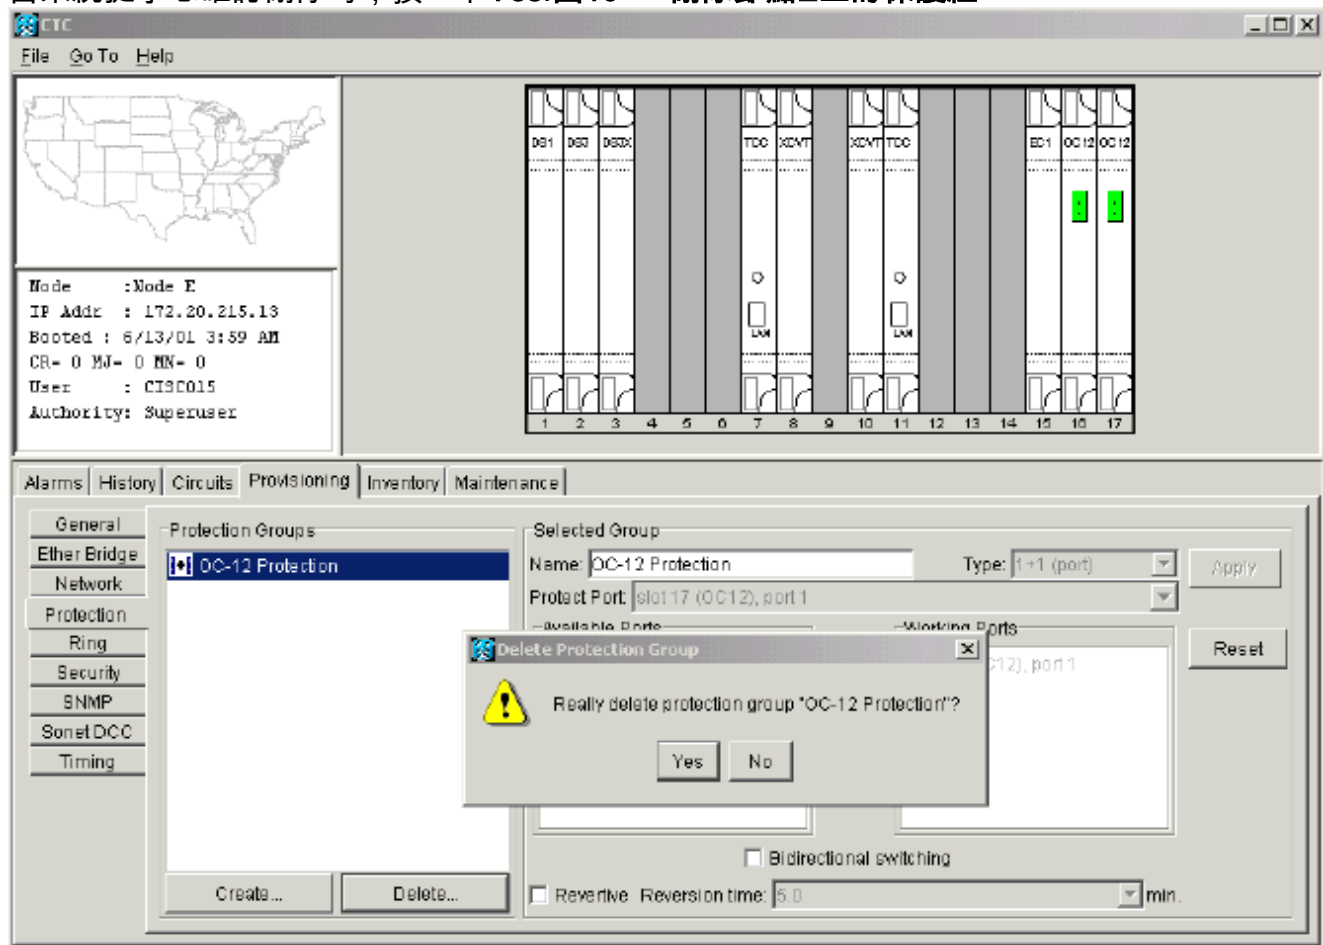 CTC
File Go To Help
DS1 DS3 DS3X TCC XCVT XCVT TCC EC1 OC12 OC12
LAN LAN
1 2 3 4 5 6 7 8 9 10 11 12 13 14 15 16 17
Node :Node E
IP Addr : 172.20.215.13
Booted : 6/13/01 3:59 AM
CR- 0 MJ- 0 MN- 0
User : CISCO15
Authority: Superuser
Alarms History Circuits Provisioning Inventory Maintenance
General
Ether Bridge
Network
Protection
Ring
Security
SNMP
Sonet DCC
Timing
Protection Groups
OC-12 Protection
Create... Delete...
Selected Group
Name: OC-12 Protection Type: 1+1 (port) Apply
Protect Port: slot 17 (OC12), port 1
Available Ports Working Ports
C12), port 1
Reset
Delete Protection Group
Really delete protection group "OC-12 Protection"?
Yes No
Bidirectional switching
Revertive Reversion time: 5.0 min.